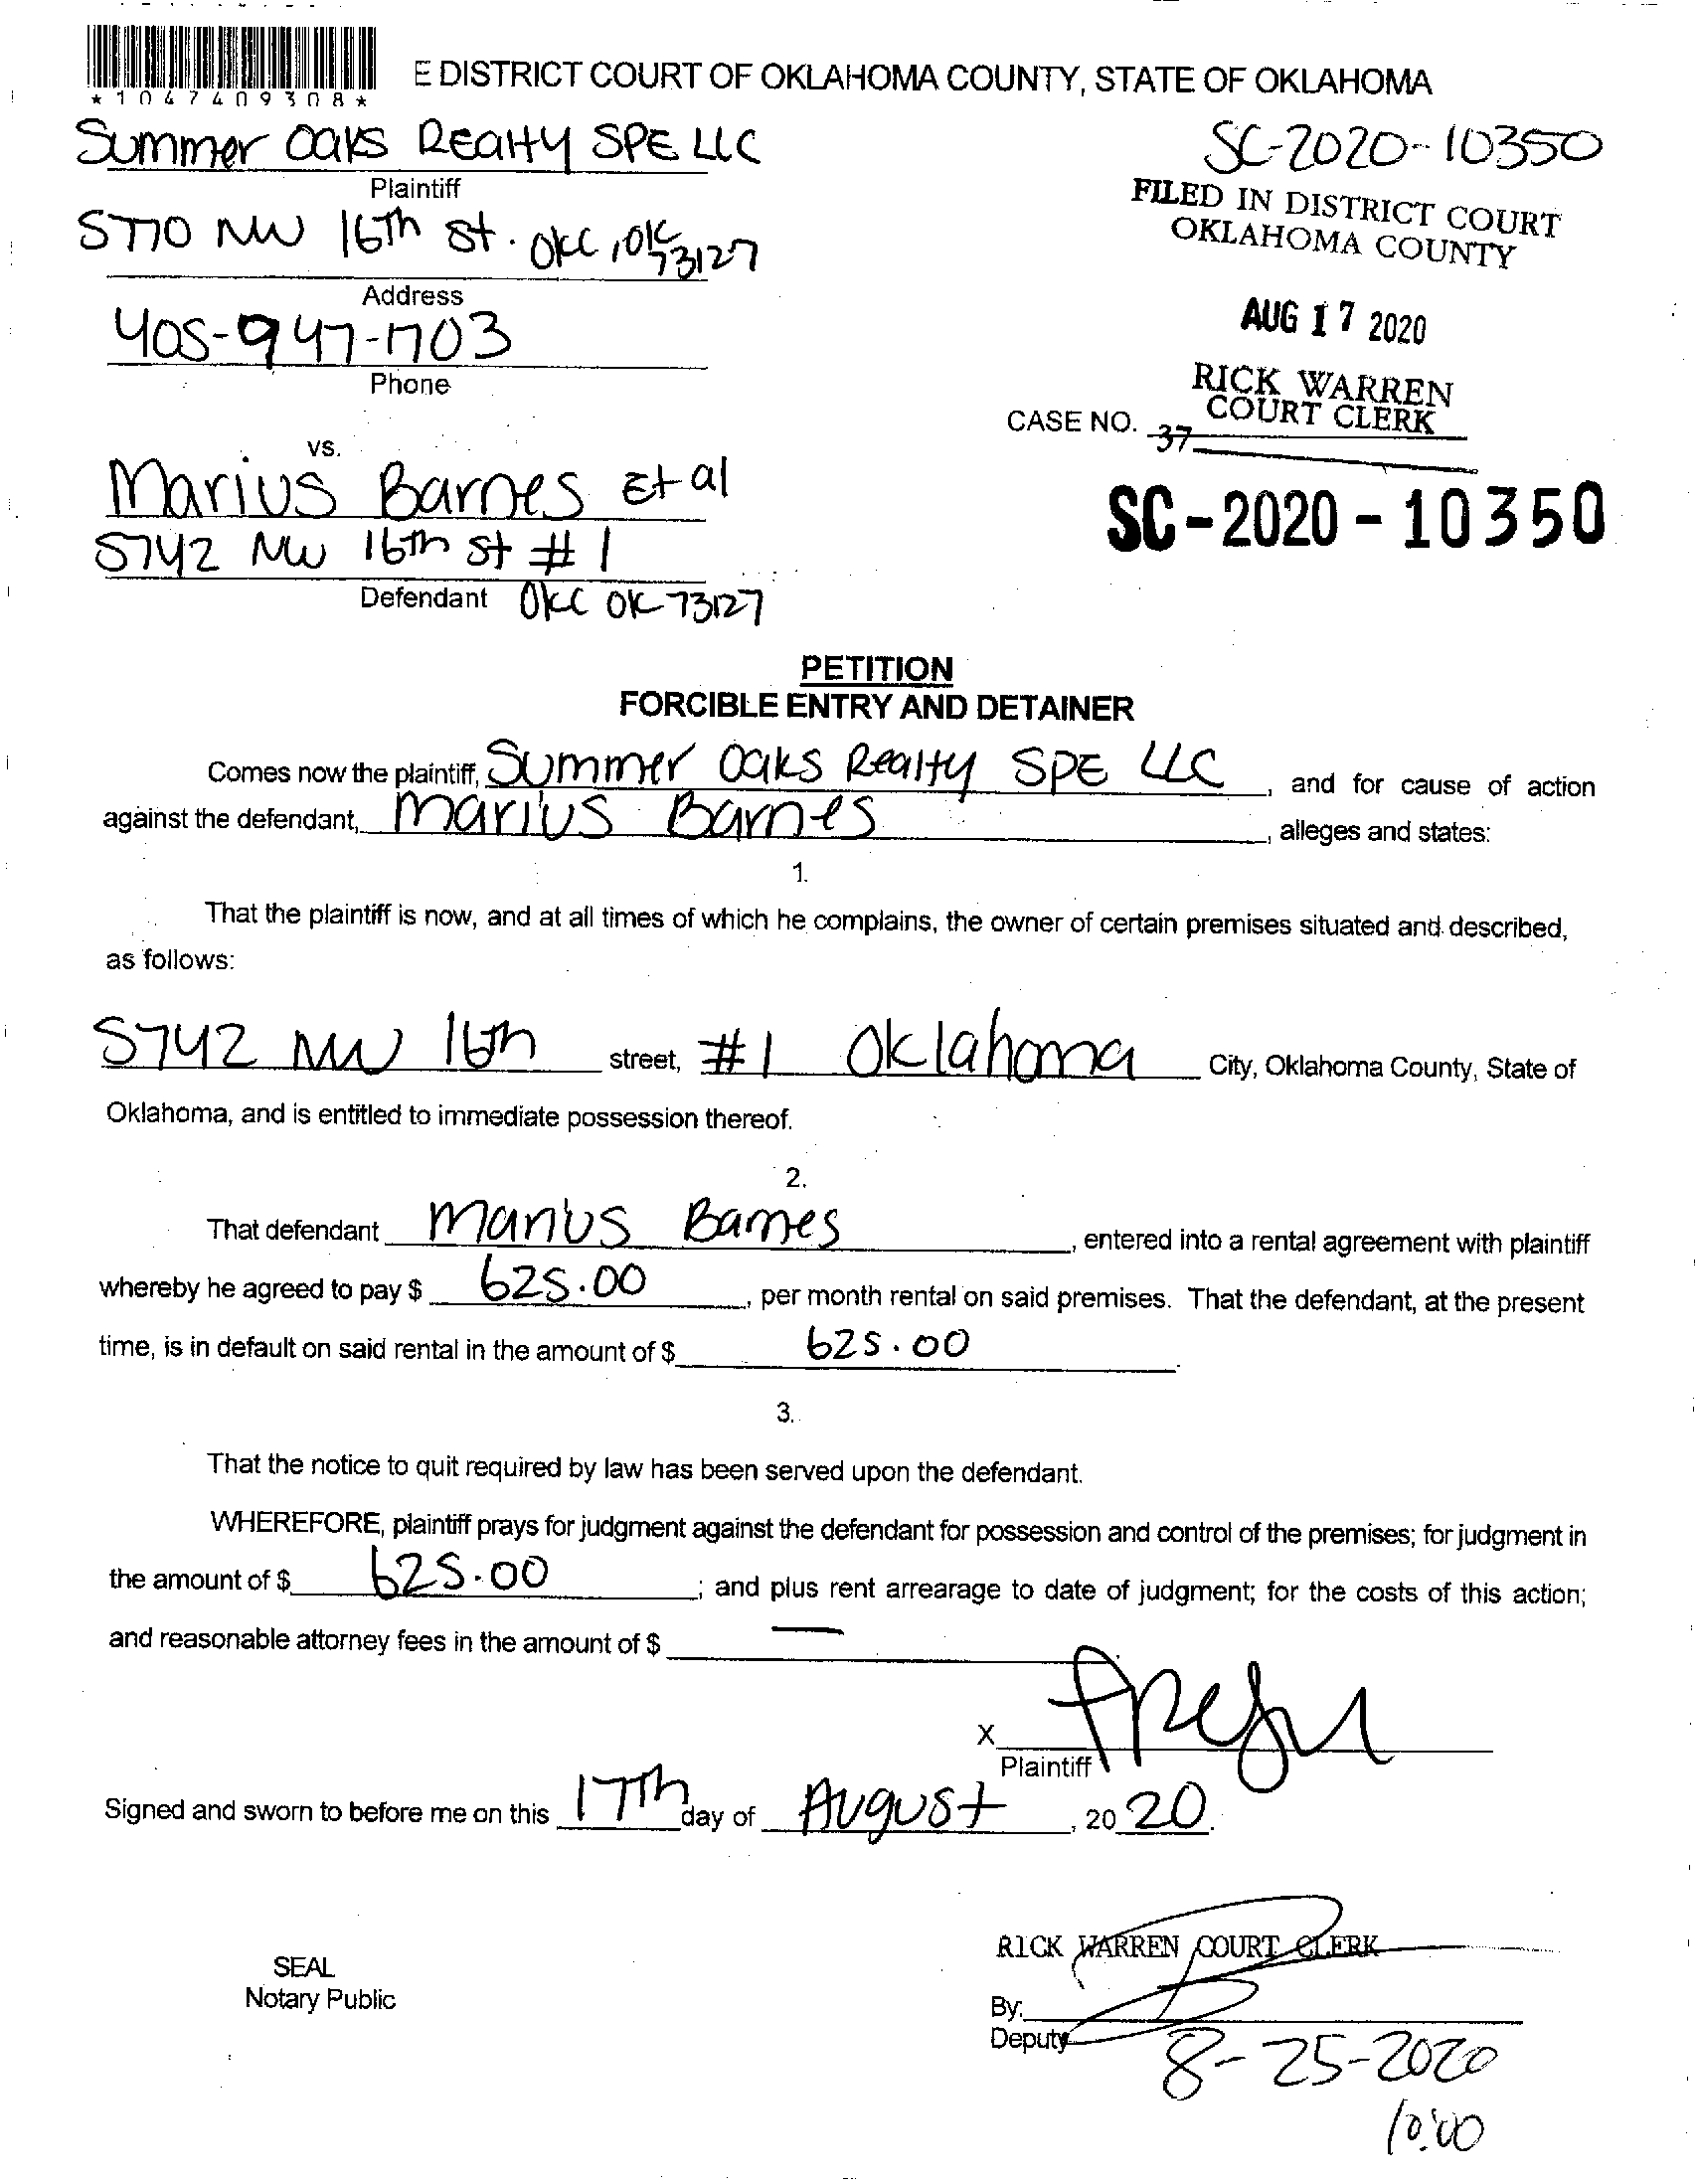 *1047409308*
E DISTRICT COURT OF OKLAHOMA COUNTY, STATE OF OKLAHOMA
Summer Oaks Realty SPE LLC
SC-2020-10350
Plaintiff
FILED IN DISTRICT COURT
OKLAHOMA COUNTY
5770 NW 16th St. OKC, OK 73127
Address
AUG 17 2020
405-947-1703
Phone
RICK WARREN
COURT CLERK
CASE NO.
37
vs.
Marius Barnes Et al
SC-2020-10350
5742 NW 16th St #1
Defendant OKC OK 73127
PETITION
FORCIBLE ENTRY AND DETAINER
Comes now the plaintiff, Summer Oaks Realty SPE LLC, and for cause of action
against the defendant, Marius Barnes, alleges and states:
1.
That the plaintiff is now, and at all times of which he complains, the owner of certain premises situated and described,
as follows:
5742 NW 16th street, #1 Oklahoma City, Oklahoma County, State of
Oklahoma, and is entitled to immediate possession thereof.
2.
That defendant Marius Barnes, entered into a rental agreement with plaintiff
whereby he agreed to pay $ 625.00, per month rental on said premises. That the defendant, at the present
time, is in default on said rental in the amount of $ 625.00.
3.
That the notice to quit required by law has been served upon the defendant.
WHEREFORE, plaintiff prays for judgment against the defendant for possession and control of the premises; for judgment in
the amount of $ 625.00; and plus rent arrearage to date of judgment; for the costs of this action;
and reasonable attorney fees in the amount of $ —
X
Plaintiff
Signed and sworn to before me on this 17th day of August, 2020.
RICK WARREN COURT CLERK
SEAL
Notary Public
By:
Deputy
8-25-2020
10:00